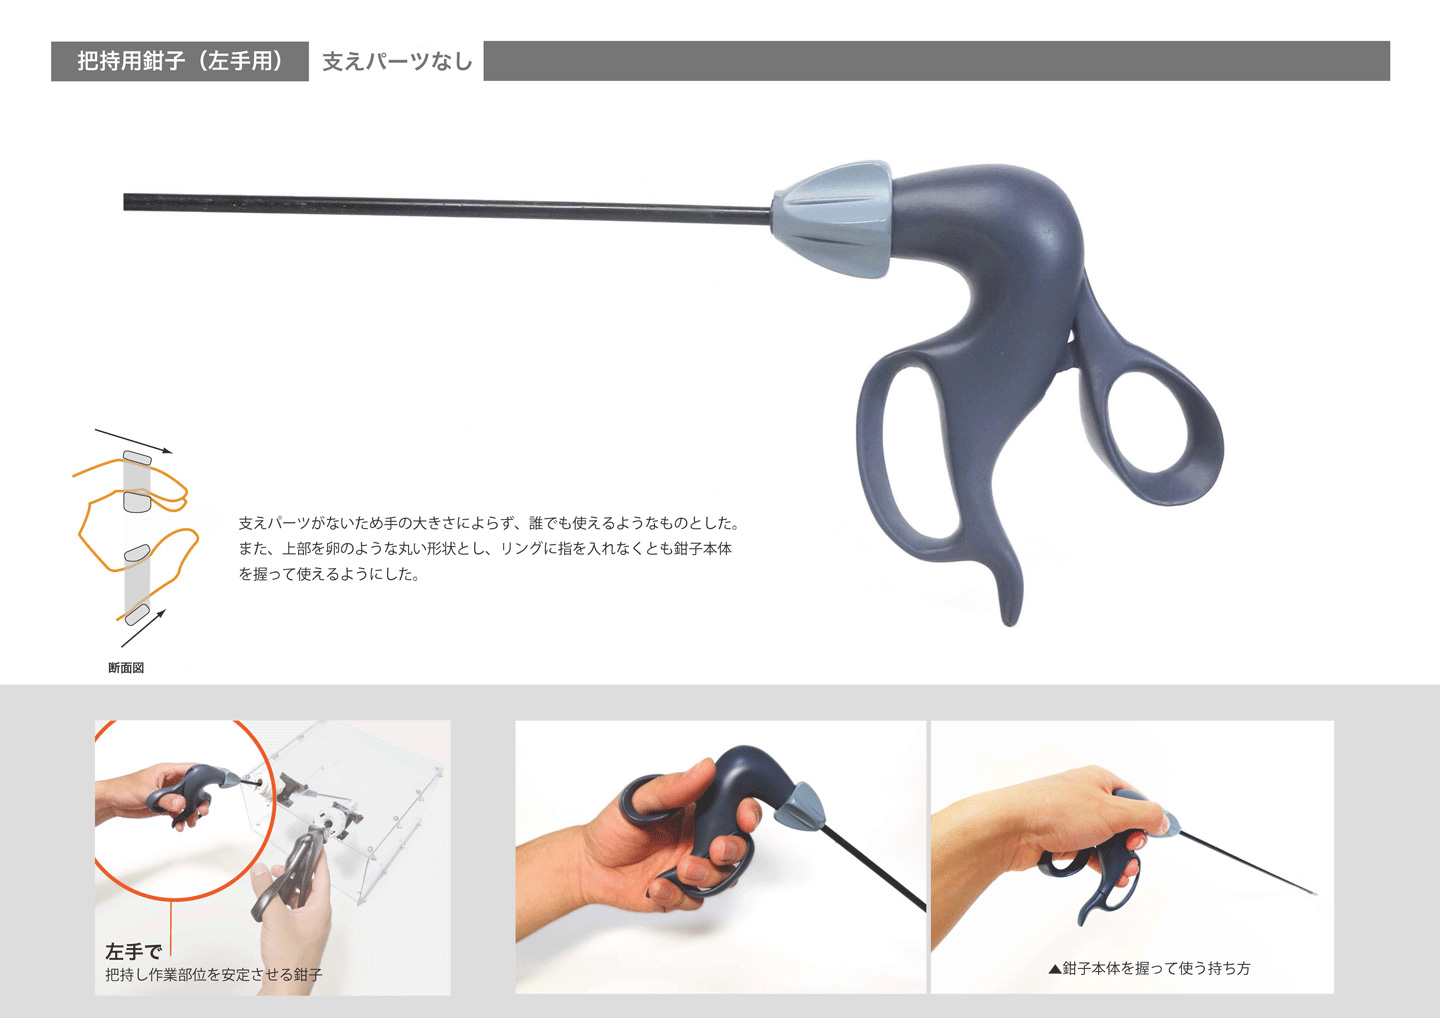 把持用鉗子（左手用）
支えパーツなし
支えパーツがないため手の大きさによらず、誰でも使えるようなものとした。
また、上部を卵のような丸い形状とし、リングに指を入れなくとも鉗子本体
を握って使えるようにした。
断面図
左手で
把持し作業部位を安定させる鉗子
▲鉗子本体を握って使う持ち方